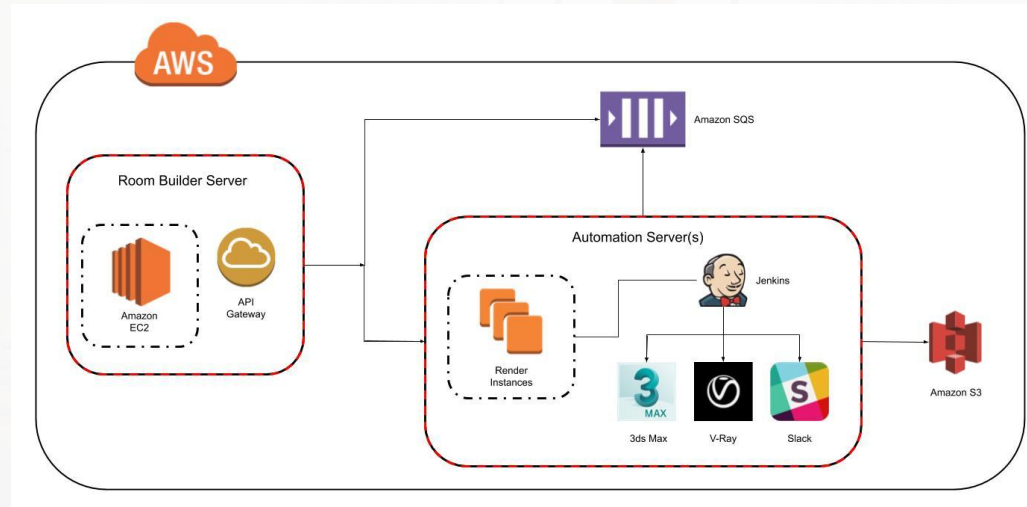 AWS
Amazon SQS
Room Builder Server
Amazon
EC2
API
Gateway
Automation Server(s)
Jenkins
Render
Instances
3
MAX
3ds Max
V-Ray
S
Slack
Amazon S3